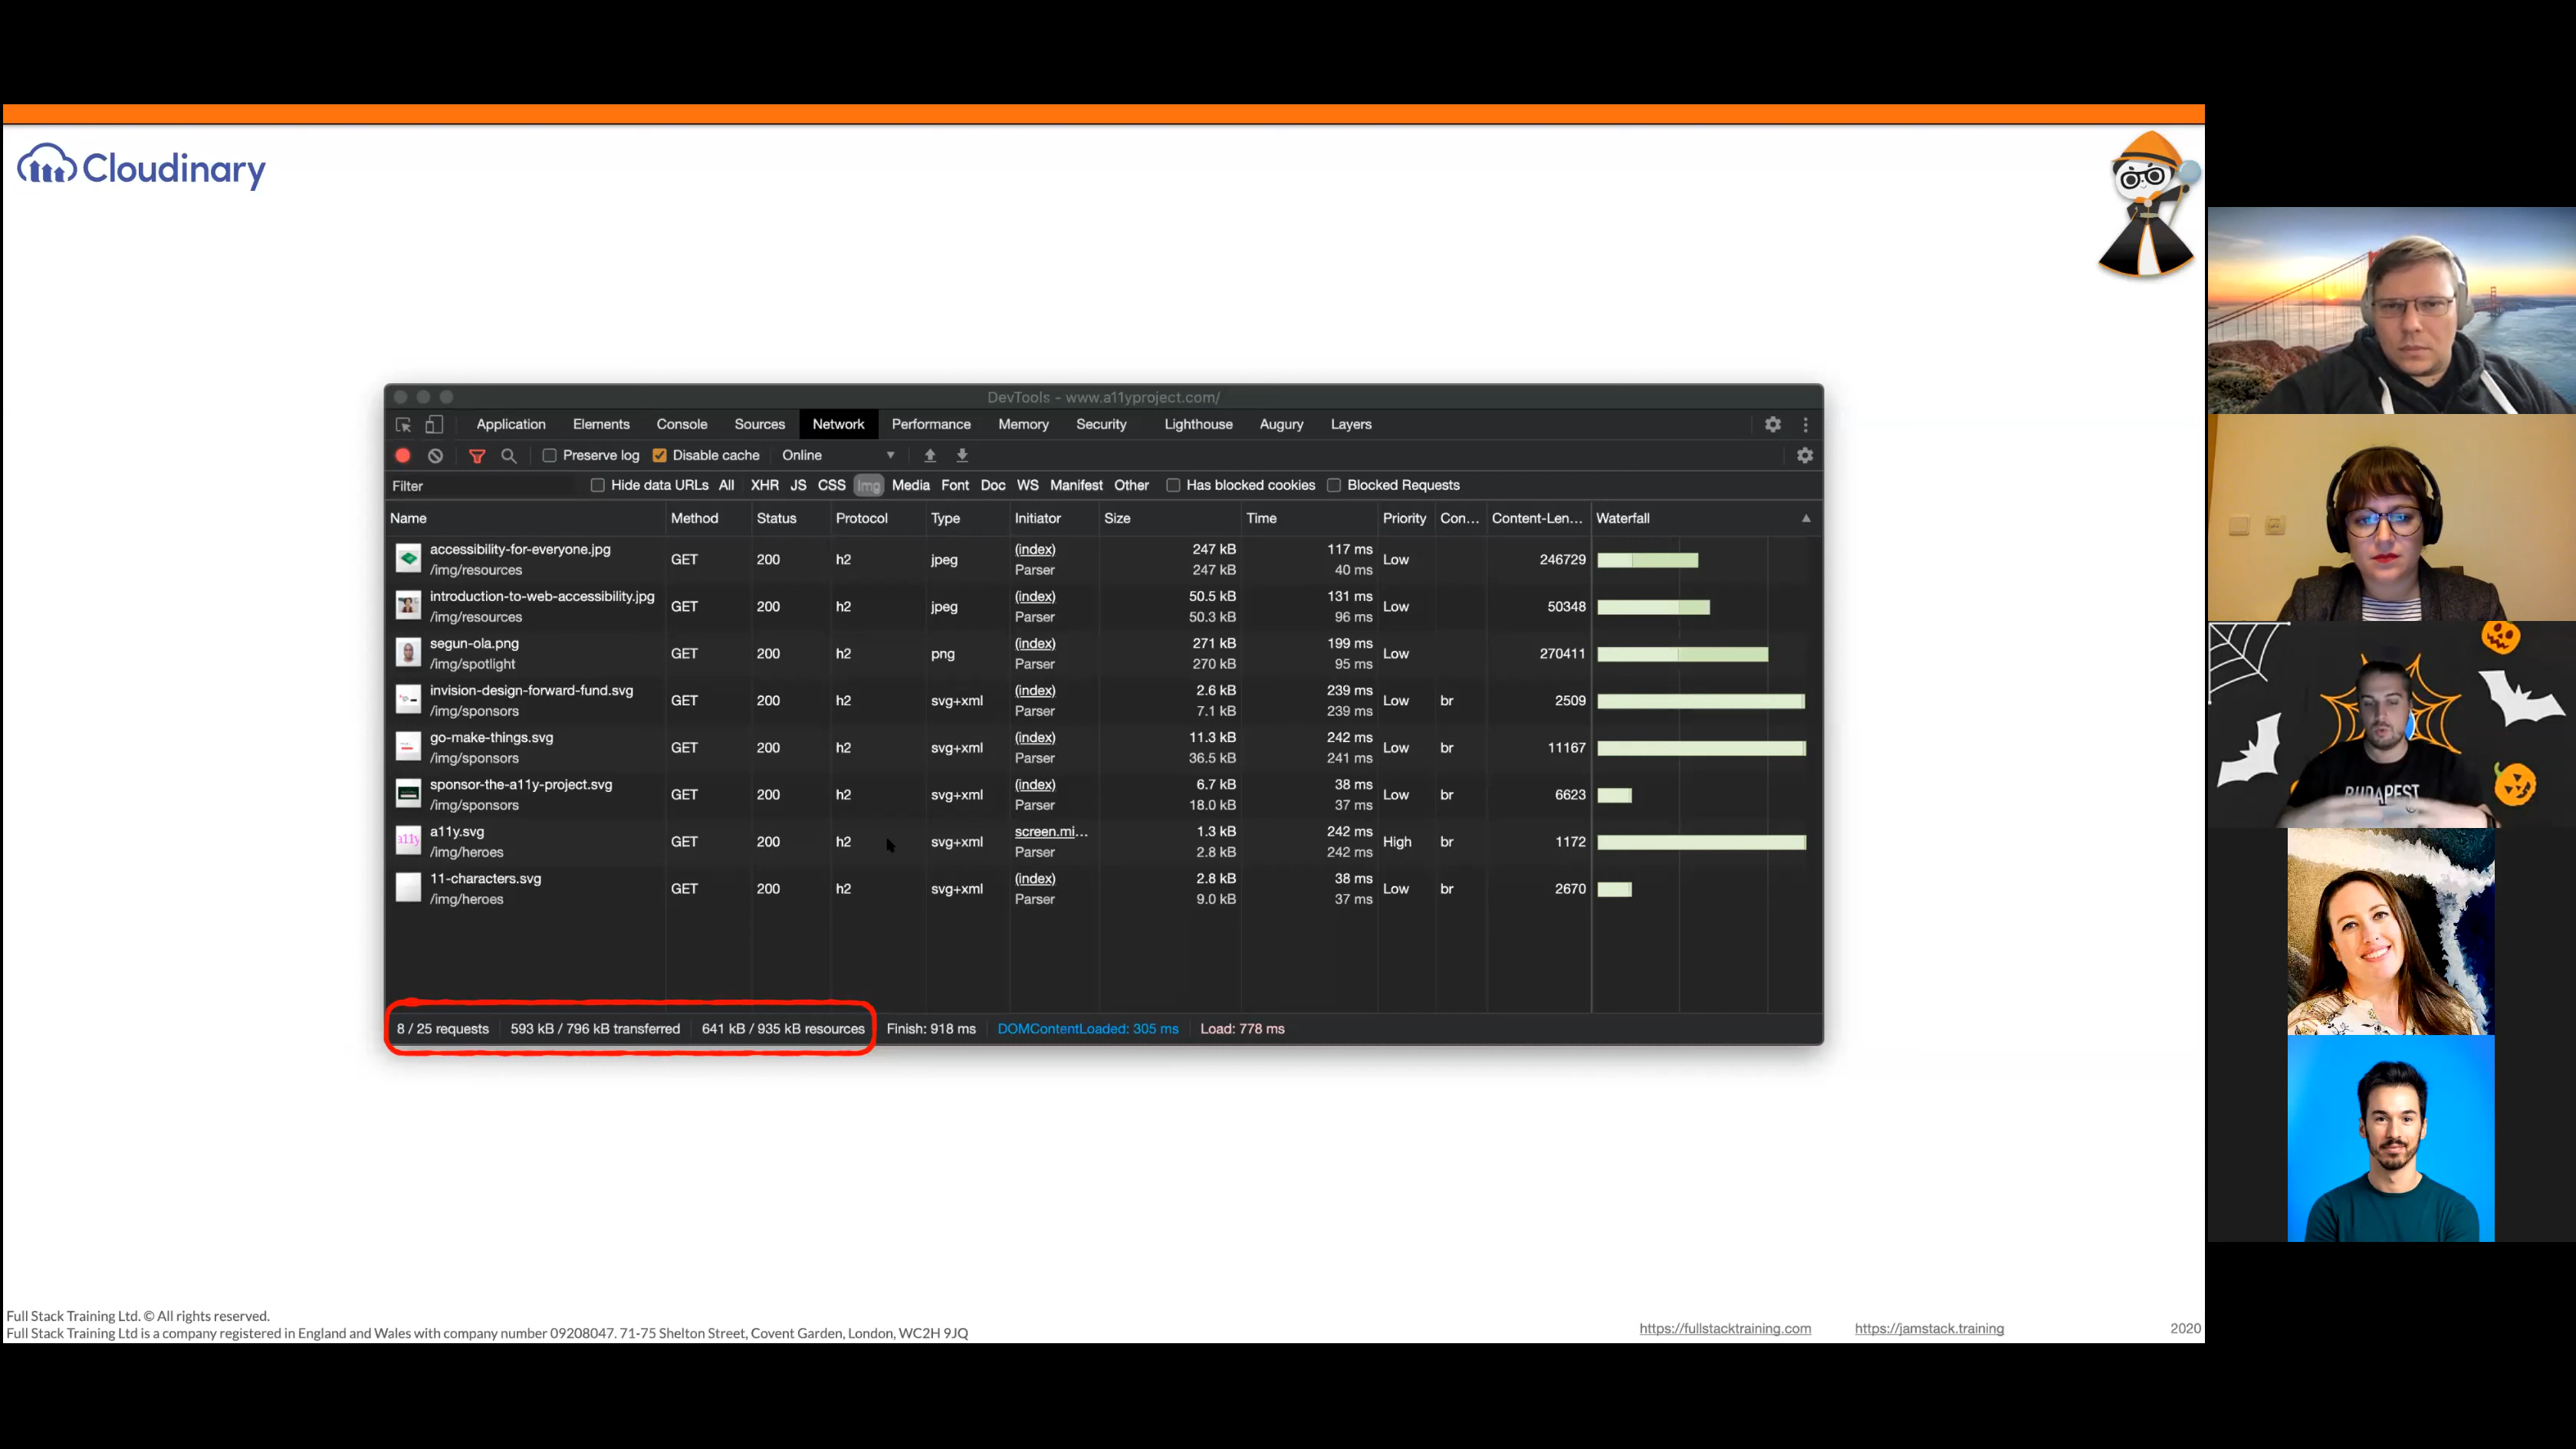 Cloudinary
DevTools - www.a11yproject.com/
Application Elements Console Sources Network Performance Memory Security Lighthouse Augury Layers
Preserve log Disable cache Online
Filter Hide data URLs All XHR JS CSS Img Media Font Doc WS Manifest Other Has blocked cookies Blocked Requests
Name Method Status Protocol Type Initiator Size Time Priority Con... Content-Len... Waterfall
accessibility-for-everyone.jpg (index) 247 kB 117 ms
GET 200 h2 jpeg Low 246729
/img/resources Parser 247 kB 40 ms
introduction-to-web-accessibility.jpg (index) 50.5 kB 131 ms
GET 200 h2 jpeg Low 50348
/img/resources Parser 50.3 kB 96 ms
segun-ola.png (index) 271 kB 199 ms
GET 200 h2 png Low 270411
/img/spotlight Parser 270 kB 95 ms
invision-design-forward-fund.svg (index) 2.6 kB 239 ms
GET 200 h2 svg+xml Low br 2509
/img/sponsors Parser 7.1 kB 239 ms
go-make-things.svg (index) 11.3 kB 242 ms
GET 200 h2 svg+xml Low br 11167
/img/sponsors Parser 36.5 kB 241 ms
sponsor-the-a11y-project.svg (index) 6.7 kB 38 ms
GET 200 h2 svg+xml Low br 6623
/img/sponsors Parser 18.0 kB 37 ms
a11y.svg screen.mi... 1.3 kB 242 ms
a11y GET 200 h2 svg+xml High br 1172
/img/heroes Parser 2.8 kB 242 ms
11-characters.svg (index) 2.8 kB 38 ms
GET 200 h2 svg+xml Low br 2670
/img/heroes Parser 9.0 kB 37 ms
8 / 25 requests 593 kB / 796 kB transferred 641 kB / 935 kB resources Finish: 918 ms DOMContentLoaded: 305 ms Load: 778 ms
BUDAPEST
Full Stack Training Ltd. © All rights reserved.
Full Stack Training Ltd is a company registered in England and Wales with company number 09208047. 71-75 Shelton Street, Covent Garden, London, WC2H 9JQ
https://fullstacktraining.com https://jamstack.training 2020